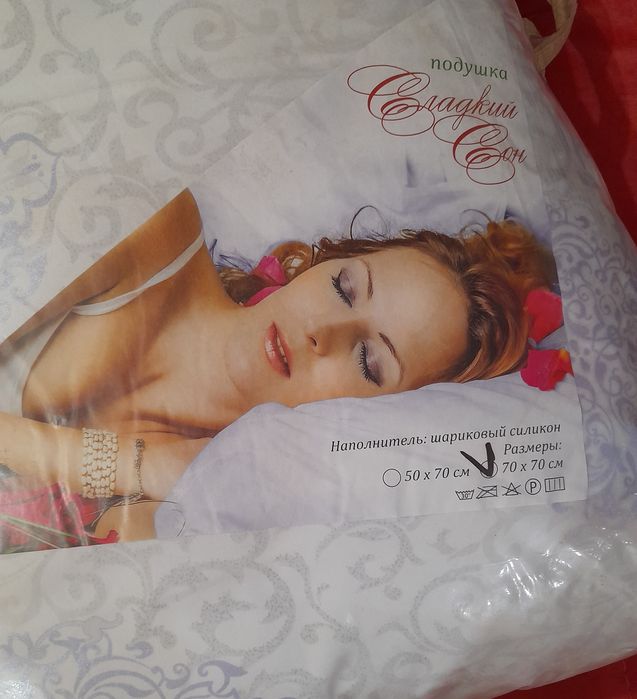 подушка
Сладкий
Сон
Наполнитель: шариковый силикон
Размеры:
50 х 70 см 70 х 70 см